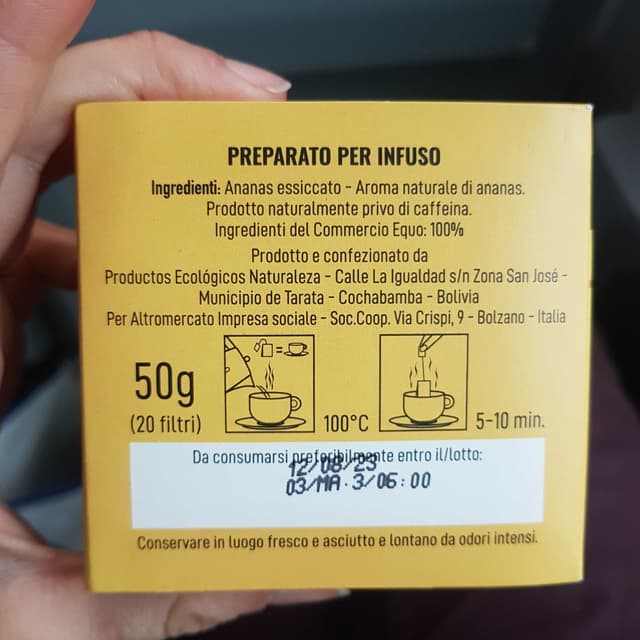 PREPARATO PER INFUSO
Ingredienti: Ananas essiccato - Aroma naturale di ananas.
Prodotto naturalmente privo di caffeina.
Ingredienti del Commercio Equo: 100%
Prodotto e confezionato da
Productos Ecológicos Naturaleza - Calle La Igualdad s/n Zona San José -
Municipio de Tarata - Cochabamba - Bolivia
Per Altromercato Impresa sociale - Soc.Coop. Via Crispi, 9 - Bolzano - Italia
50g
(20 filtri)
100°C
5-10 min.
Da consumarsi preferibilmente entro il/lotto:
12/08/23
03/MA·3/06:00
Conservare in luogo fresco e asciutto e lontano da odori intensi.